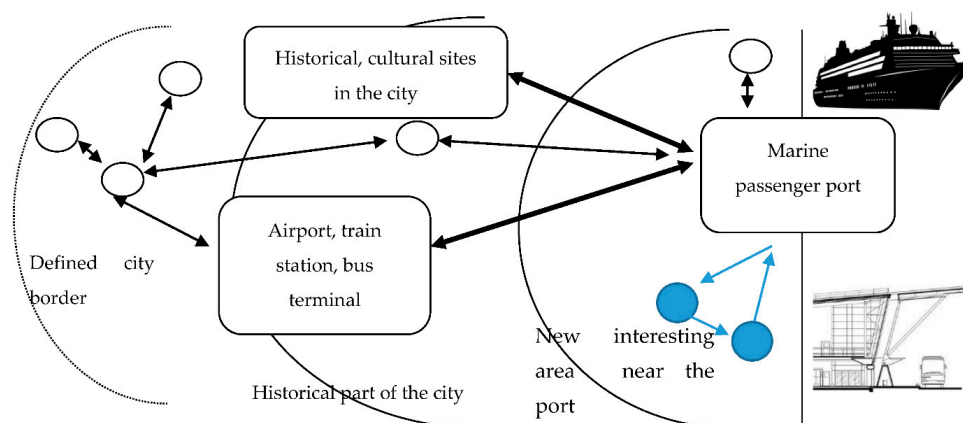 Historical, cultural sites
in the city
Marine
passenger port
Airport, train
station, bus
terminal
Defined city
border
New interesting
area near the
port
Historical part of the city